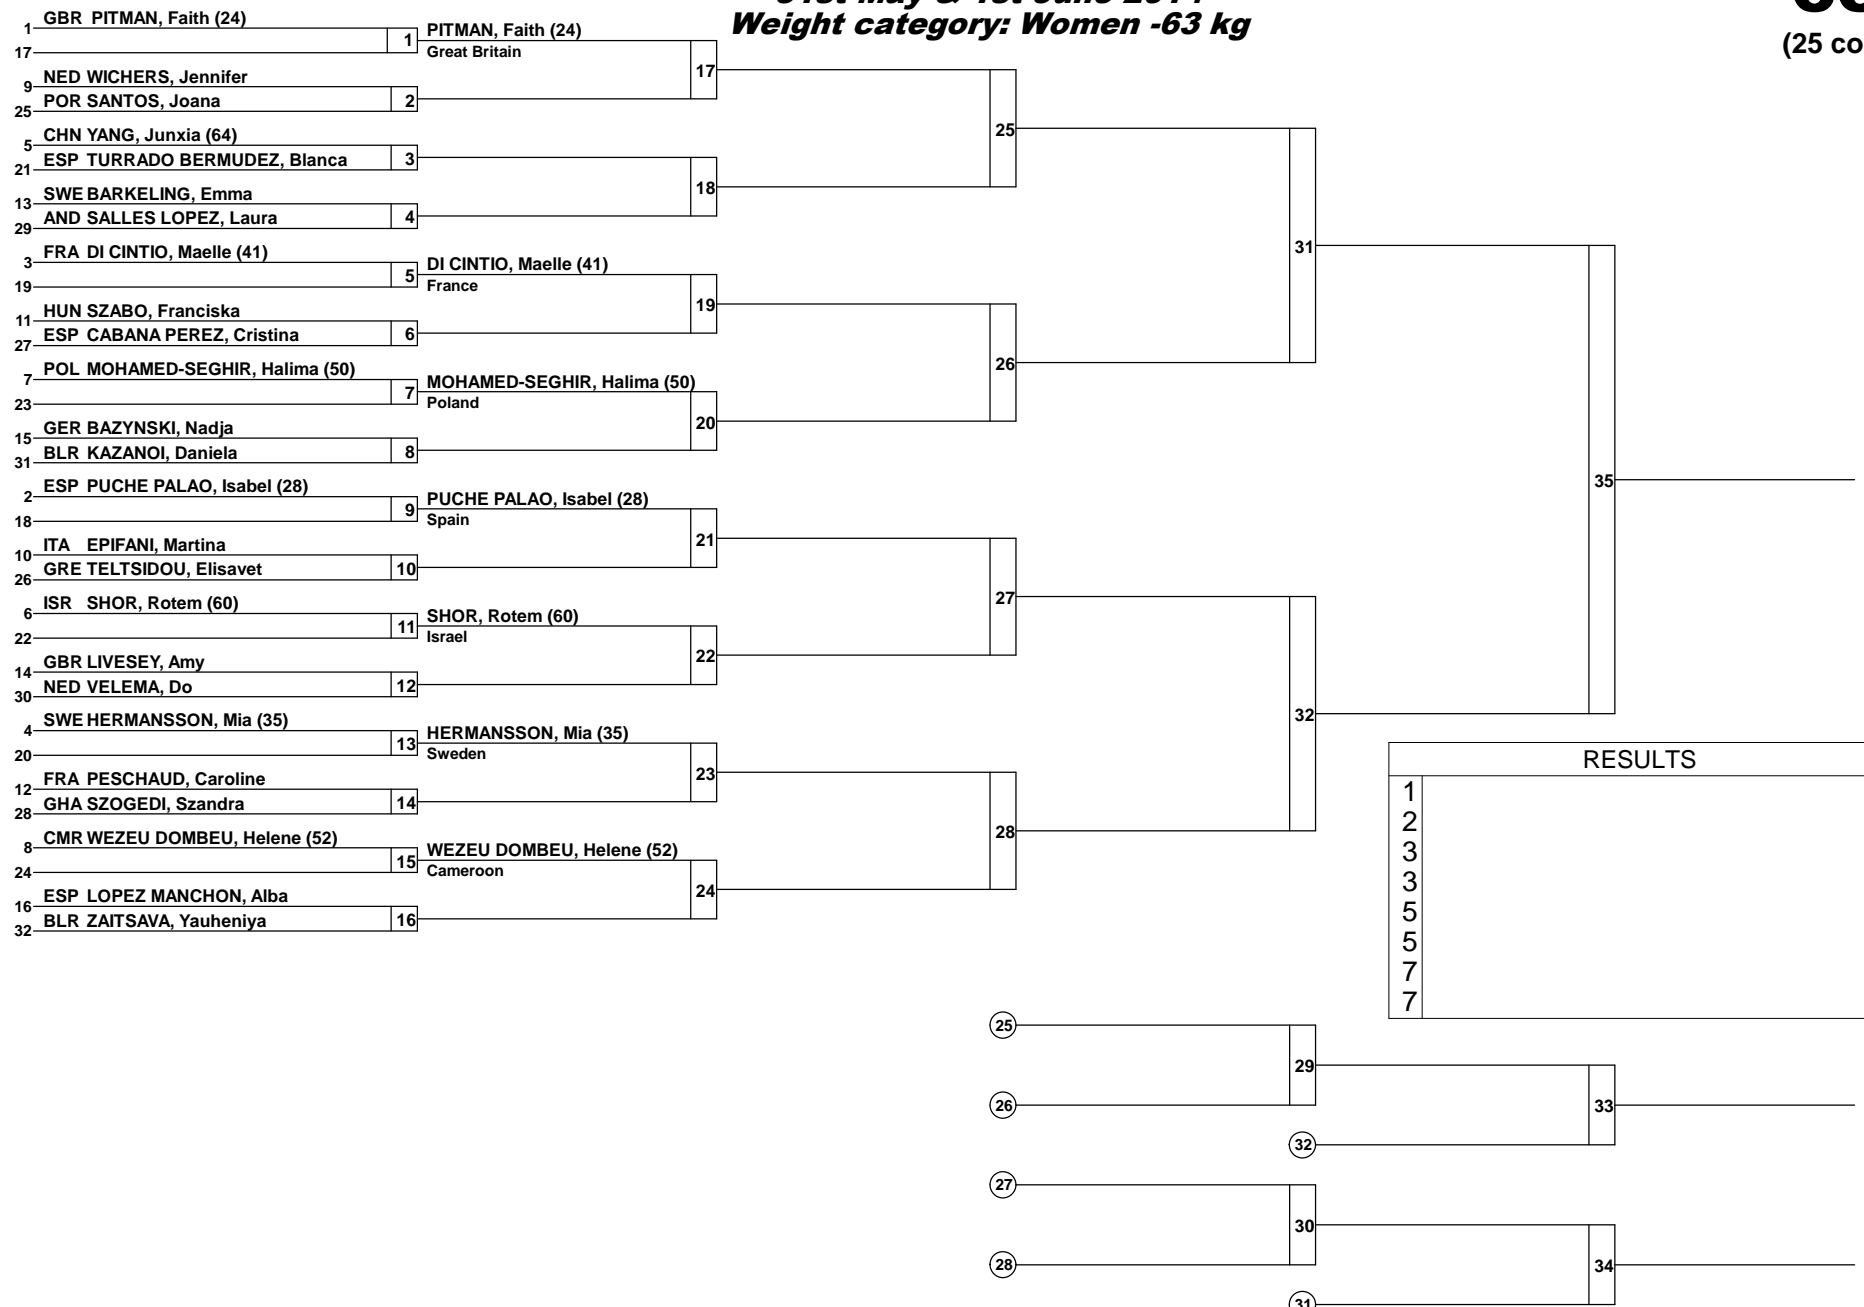 Weight category: Women -63 kg
(25 co
1 GBR PITMAN, Faith (24)
17
1
PITMAN, Faith (24)
Great Britain
9 NED WICHERS, Jennifer
25 POR SANTOS, Joana
2
17
5 CHN YANG, Junxia (64)
21 ESP TURRADO BERMUDEZ, Blanca
3
13 SWE BARKELING, Emma
29 AND SALLES LOPEZ, Laura
4
18
25
3 FRA DI CINTIO, Maelle (41)
19
5
DI CINTIO, Maelle (41)
France
11 HUN SZABO, Franciska
27 ESP CABANA PEREZ, Cristina
6
19
7 POL MOHAMED-SEGHIR, Halima (50)
23
7
MOHAMED-SEGHIR, Halima (50)
Poland
15 GER BAZYNSKI, Nadja
31 BLR KAZANOI, Daniela
8
20
26
31
2 ESP PUCHE PALAO, Isabel (28)
18
9
PUCHE PALAO, Isabel (28)
Spain
10 ITA EPIFANI, Martina
26 GRE TELTSIDOU, Elisavet
10
21
6 ISR SHOR, Rotem (60)
22
11
SHOR, Rotem (60)
Israel
14 GBR LIVESEY, Amy
30 NED VELEMA, Do
12
22
27
4 SWE HERMANSSON, Mia (35)
20
13
HERMANSSON, Mia (35)
Sweden
12 FRA PESCHAUD, Caroline
28 GHA SZOGEDI, Szandra
14
23
8 CMR WEZEU DOMBEU, Helene (52)
24
15
WEZEU DOMBEU, Helene (52)
Cameroon
16 ESP LOPEZ MANCHON, Alba
32 BLR ZAITSAVA, Yauheniya
16
24
28
32
35
RESULTS
1
2
3
3
5
5
7
7
25
26
29
32
33
27
28
30
31
34